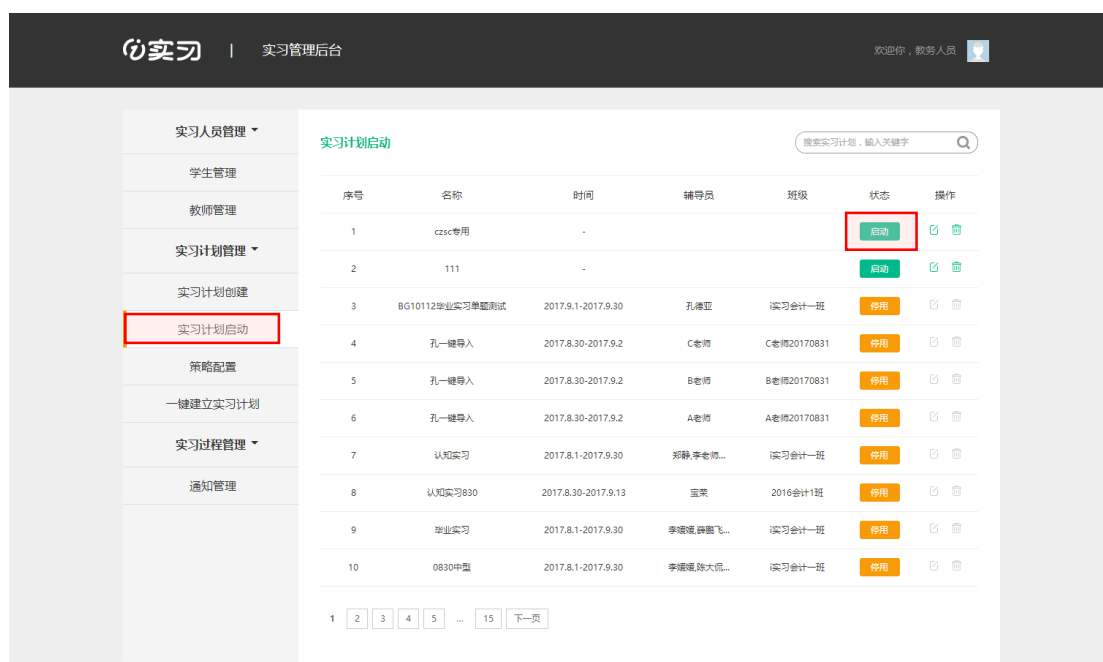 i实习 | 实习管理后台 欢迎你，教务人员
实习人员管理
学生管理
教师管理
实习计划管理
实习计划创建
实习计划启动
策略配置
一键建立实习计划
实习过程管理
通知管理
实习计划启动 搜索实习计划，输入关键字
序号 名称 时间 辅导员 班级 状态 操作
1 czsc专用 - 启动
2 111 - 启动
3 BG10112毕业实习单题测试 2017.9.1-2017.9.30 孔德亚 i实习会计一班 停用
4 孔一键导入 2017.8.30-2017.9.2 C老师 C老师20170831 停用
5 孔一键导入 2017.8.30-2017.9.2 B老师 B老师20170831 停用
6 孔一键导入 2017.8.30-2017.9.2 A老师 A老师20170831 停用
7 认知实习 2017.8.1-2017.9.30 郑静,李老师... i实习会计一班 停用
8 认知实习830 2017.8.30-2017.9.13 宝荣 2016会计1班 停用
9 毕业实习 2017.8.1-2017.9.30 李媛媛,薛鹏飞... i实习会计一班 停用
10 0830中型 2017.8.1-2017.9.30 李媛媛,陈大侃... i实习会计一班 停用
1 2 3 4 5 ... 15 下一页